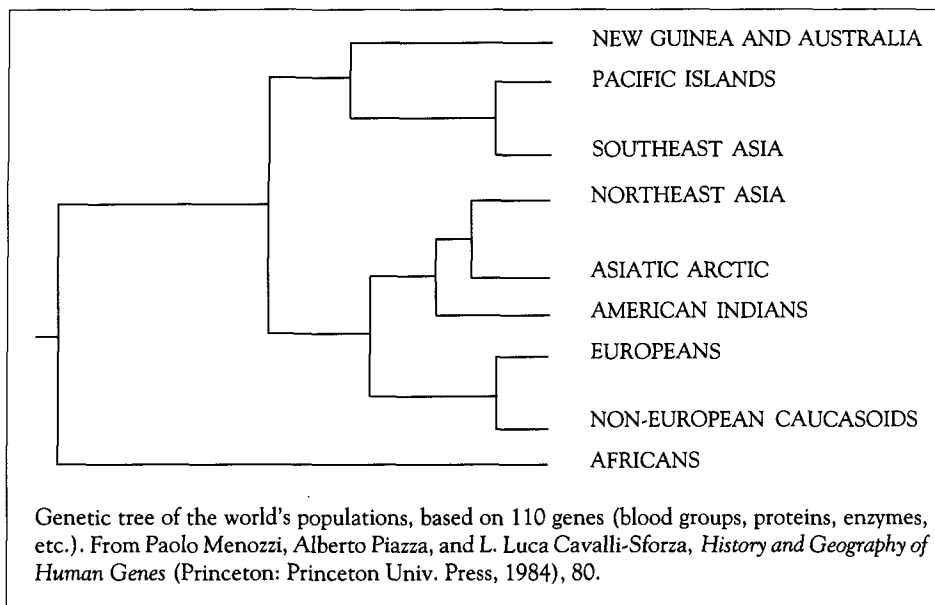 NEW GUINEA AND AUSTRALIA
PACIFIC ISLANDS
SOUTHEAST ASIA
NORTHEAST ASIA
ASIATIC ARCTIC
AMERICAN INDIANS
EUROPEANS
NON-EUROPEAN CAUCASOIDS
AFRICANS
Genetic tree of the world's populations, based on 110 genes (blood groups, proteins, enzymes,
etc.). From Paolo Menozzi, Alberto Piazza, and L. Luca Cavalli-Sforza, History and Geography of
Human Genes (Princeton: Princeton Univ. Press, 1984), 80.